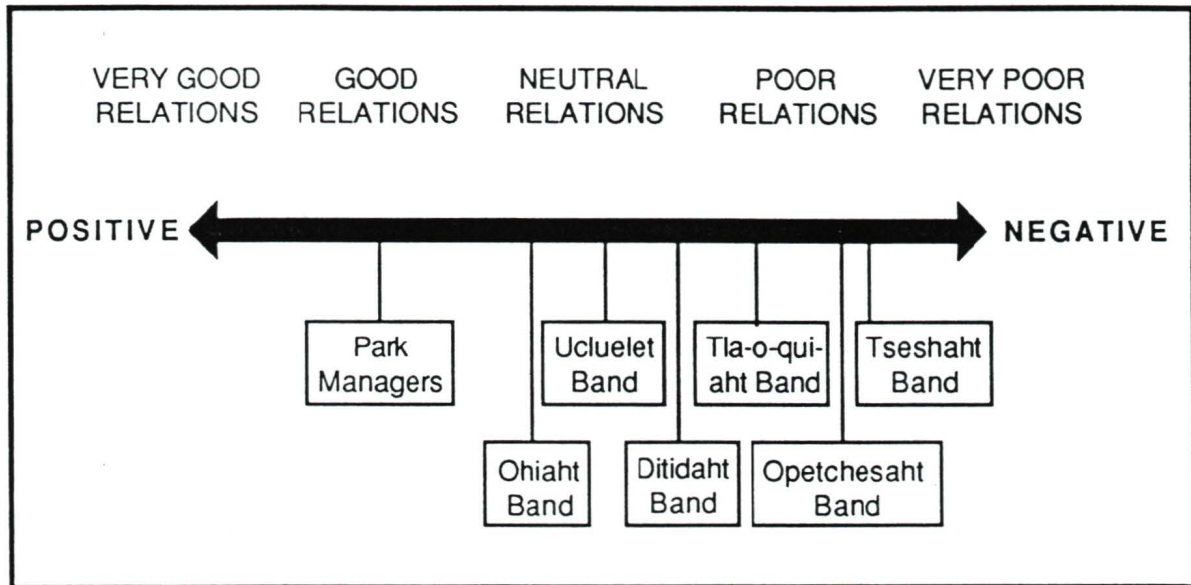 VERY GOOD RELATIONS
GOOD RELATIONS
NEUTRAL RELATIONS
POOR RELATIONS
VERY POOR RELATIONS
POSITIVE
NEGATIVE
Park
Managers
Ucluelet
Band
Tla-o-qui-
aht Band
Tseshaht
Band
Ohiaht
Band
Ditidaht
Band
Opetchesaht
Band